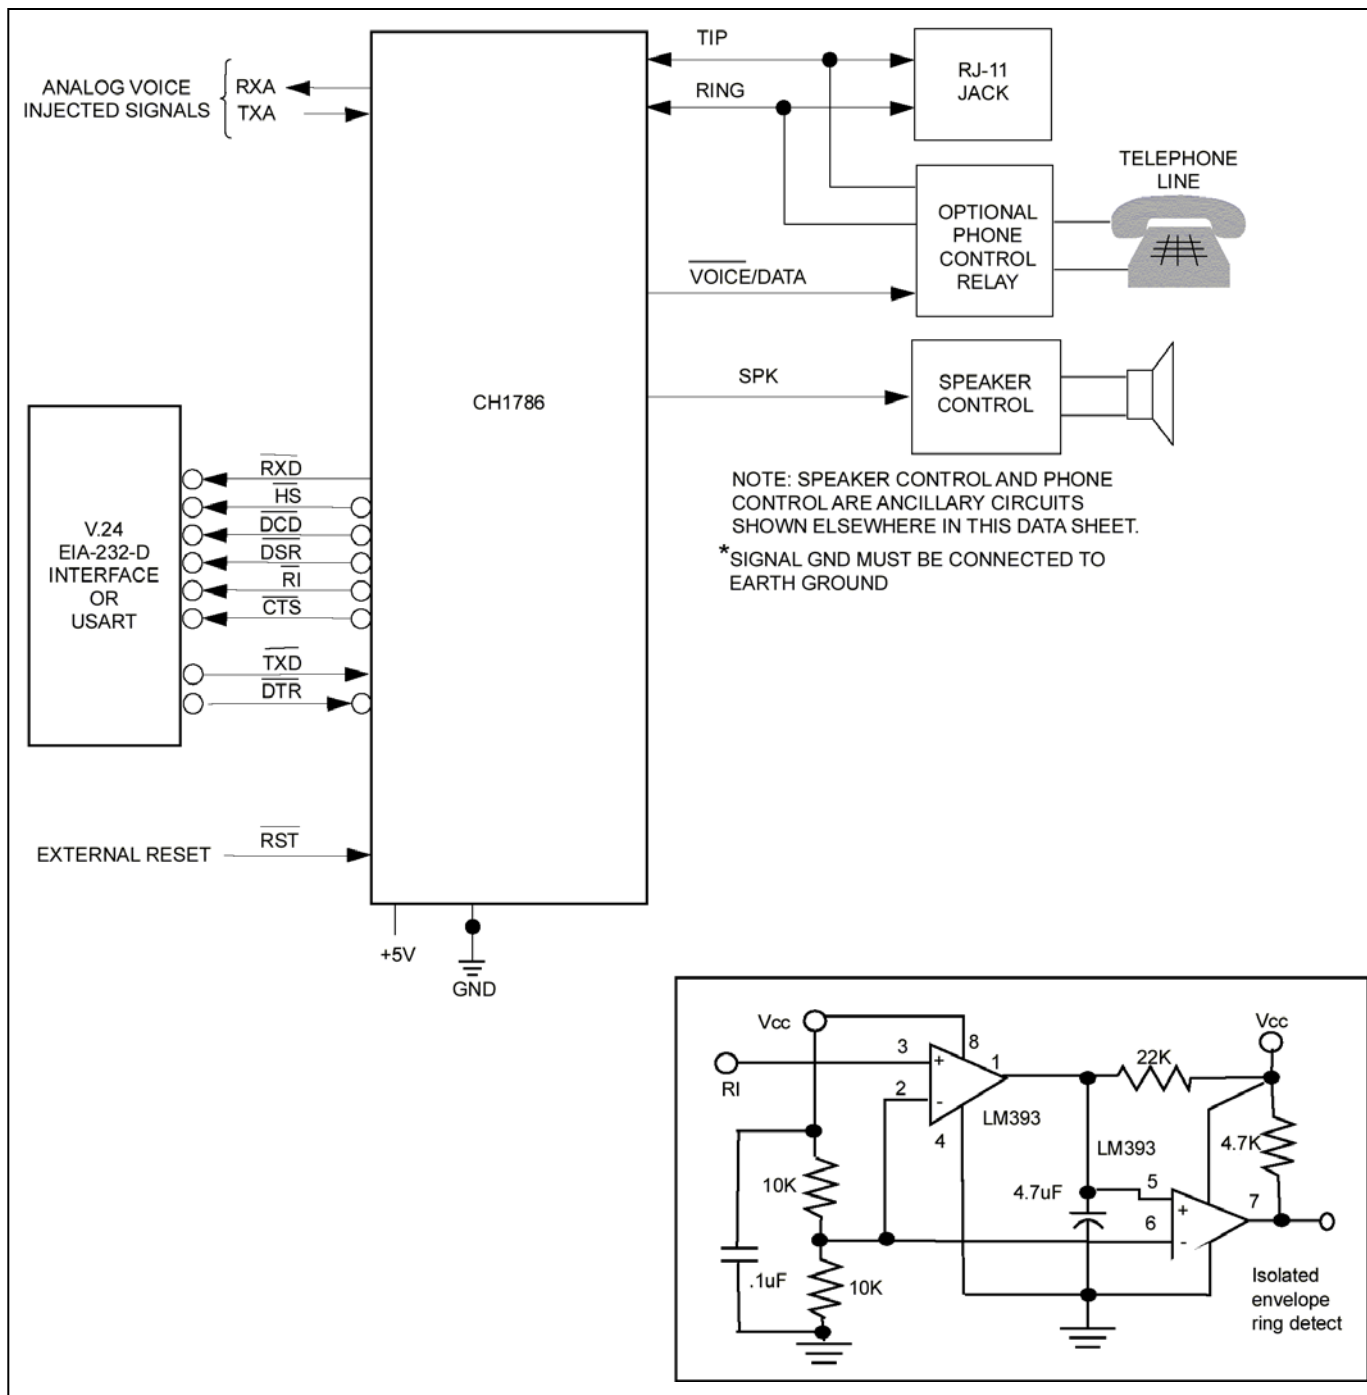 TIP
RJ-11
JACK
RING
ANALOG VOICE
INJECTED SIGNALS
RXA
TXA
TELEPHONE
LINE
OPTIONAL
PHONE
CONTROL
RELAY
VOICE/DATA
SPK
SPEAKER
CONTROL
CH1786
NOTE: SPEAKER CONTROL AND PHONE
CONTROL ARE ANCILLARY CIRCUITS
SHOWN ELSEWHERE IN THIS DATA SHEET.
*SIGNAL GND MUST BE CONNECTED TO
EARTH GROUND
V.24
EIA-232-D
INTERFACE
OR
USART
RXD
HS
DCD
DSR
RI
CTS
TXD
DTR
EXTERNAL RESET
RST
+5V
GND
Vcc
RI
3
+
2
-
8
1
4
LM393
22K
Vcc
4.7K
LM393
10K
4.7uF
5
+
6
-
7
.1uF
10K
Isolated
envelope
ring detect